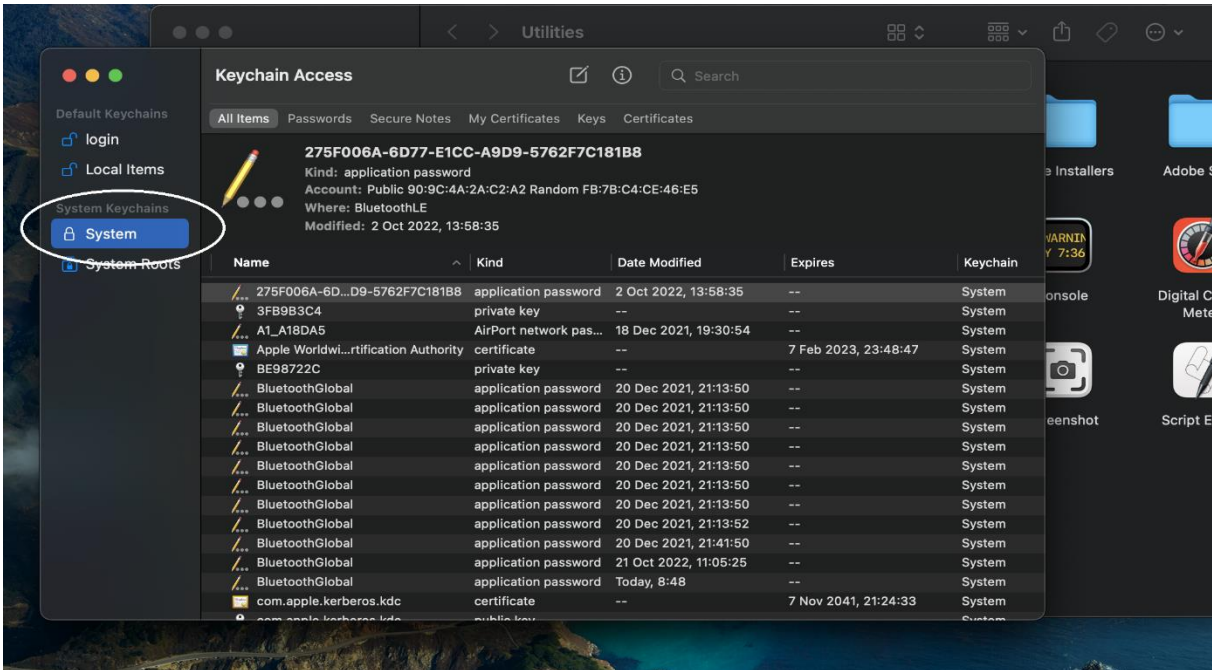 Utilities
Keychain Access
Search
Default Keychains
login
Local Items
System Keychains
System
System Roots
All Items Passwords Secure Notes My Certificates Keys Certificates
275F006A-6D77-E1CC-A9D9-5762F7C181B8
Kind: application password
Account: Public 90:9C:4A:2A:C2:A2 Random FB:7B:C4:CE:46:E5
Where: BluetoothLE
Modified: 2 Oct 2022, 13:58:35
Name Kind Date Modified Expires Keychain
275F006A-6D...D9-5762F7C181B8 application password 2 Oct 2022, 13:58:35 -- System
3FB9B3C4 private key -- -- System
A1_A18DA5 AirPort network pas... 18 Dec 2021, 19:30:54 -- System
Apple Worldwi...rtification Authority certificate -- 7 Feb 2023, 23:48:47 System
BE98722C private key -- -- System
BluetoothGlobal application password 20 Dec 2021, 21:13:50 -- System
BluetoothGlobal application password 20 Dec 2021, 21:13:50 -- System
BluetoothGlobal application password 20 Dec 2021, 21:13:50 -- System
BluetoothGlobal application password 20 Dec 2021, 21:13:50 -- System
BluetoothGlobal application password 20 Dec 2021, 21:13:50 -- System
BluetoothGlobal application password 20 Dec 2021, 21:13:50 -- System
BluetoothGlobal application password 20 Dec 2021, 21:13:50 -- System
BluetoothGlobal application password 20 Dec 2021, 21:13:52 -- System
BluetoothGlobal application password 20 Dec 2021, 21:41:50 -- System
BluetoothGlobal application password 21 Oct 2022, 11:05:25 -- System
BluetoothGlobal application password Today, 8:48 -- System
com.apple.kerberos.kdc certificate -- 7 Nov 2041, 21:24:33 System
com.apple.kerberos.kdc public key System
e Installers
Adobe S
VARNIN
Y 7:36
onsole
Digital C
Mete
eenshot
Script E